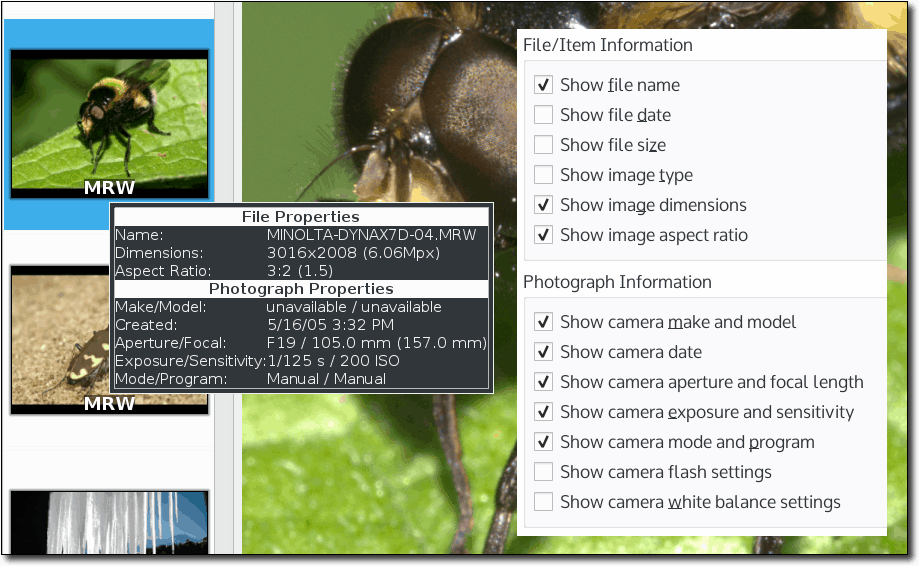 MRW
File Properties
Name: MINOLTA-DYNAX7D-04.MRW
Dimensions: 3016x2008 (6.06Mpx)
Aspect Ratio: 3:2 (1.5)
Photograph Properties
Make/Model: unavailable / unavailable
Created: 5/16/05 3:32 PM
Aperture/Focal: F19 / 105.0 mm (157.0 mm)
Exposure/Sensitivity: 1/125 s / 200 ISO
Mode/Program: Manual / Manual
MRW
File/Item Information
Show file name
Show file date
Show file size
Show image type
Show image dimensions
Show image aspect ratio
Photograph Information
Show camera make and model
Show camera date
Show camera aperture and focal length
Show camera exposure and sensitivity
Show camera mode and program
Show camera flash settings
Show camera white balance settings